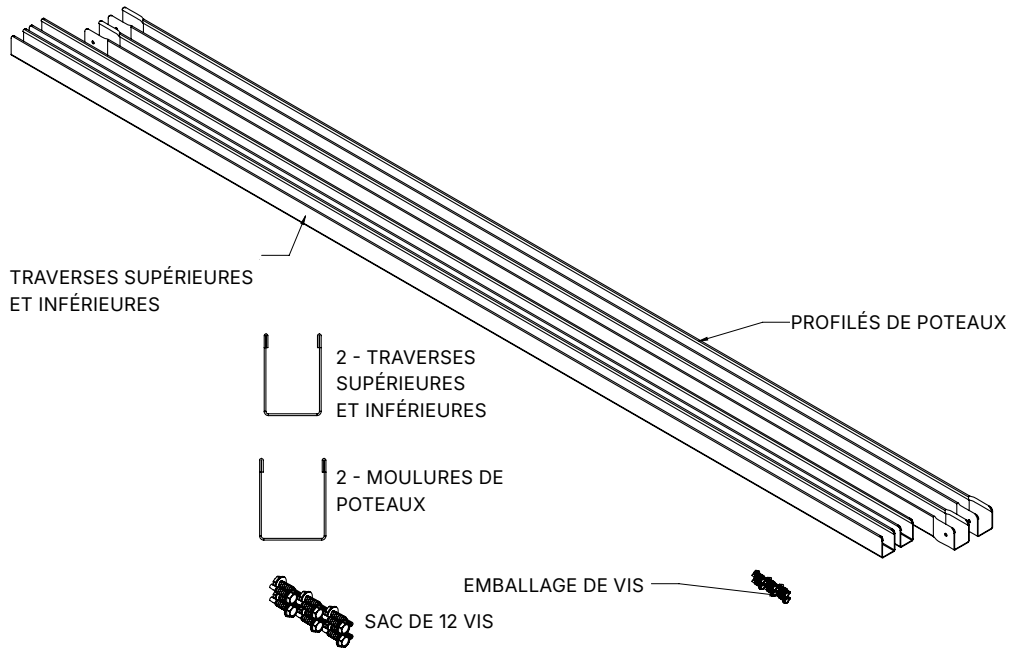 TRAVERSES SUPÉRIEURES
ET INFÉRIEURES
PROFILÉS DE POTEAUX
2 - TRAVERSES
SUPÉRIEURES
ET INFÉRIEURES
2 - MOULURES DE
POTEAUX
EMBALLAGE DE VIS
SAC DE 12 VIS